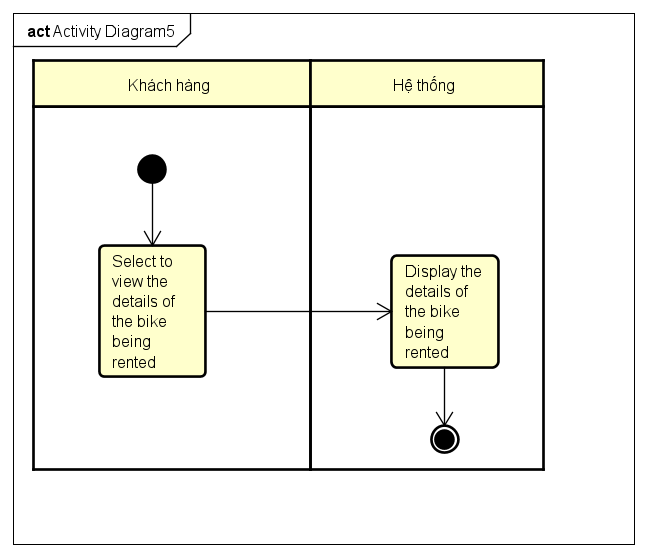 act Activity Diagram5
Khách hàng
Hệ thống
Select to
view the
details of
the bike
being
rented
Display the
details of
the bike
being
rented